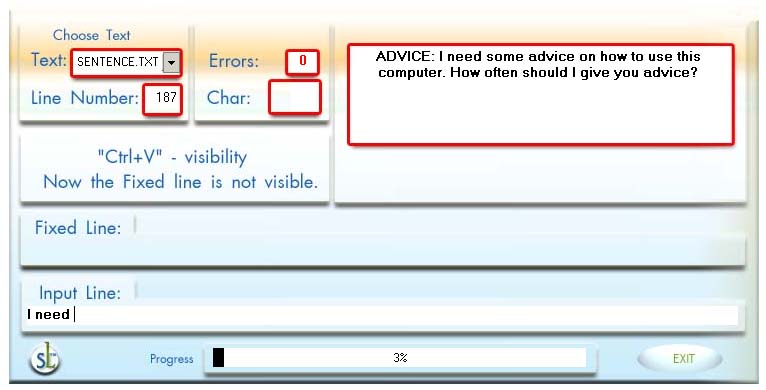 Choose Text
Text: SENTENCE.TXT
Line Number: 187
Errors: 0
Char:
ADVICE: I need some advice on how to use this
computer. How often should I give you advice?
"Ctrl+V" - visibility
Now the Fixed line is not visible.
Fixed Line:
Input Line:
I need
Progress 3% EXIT